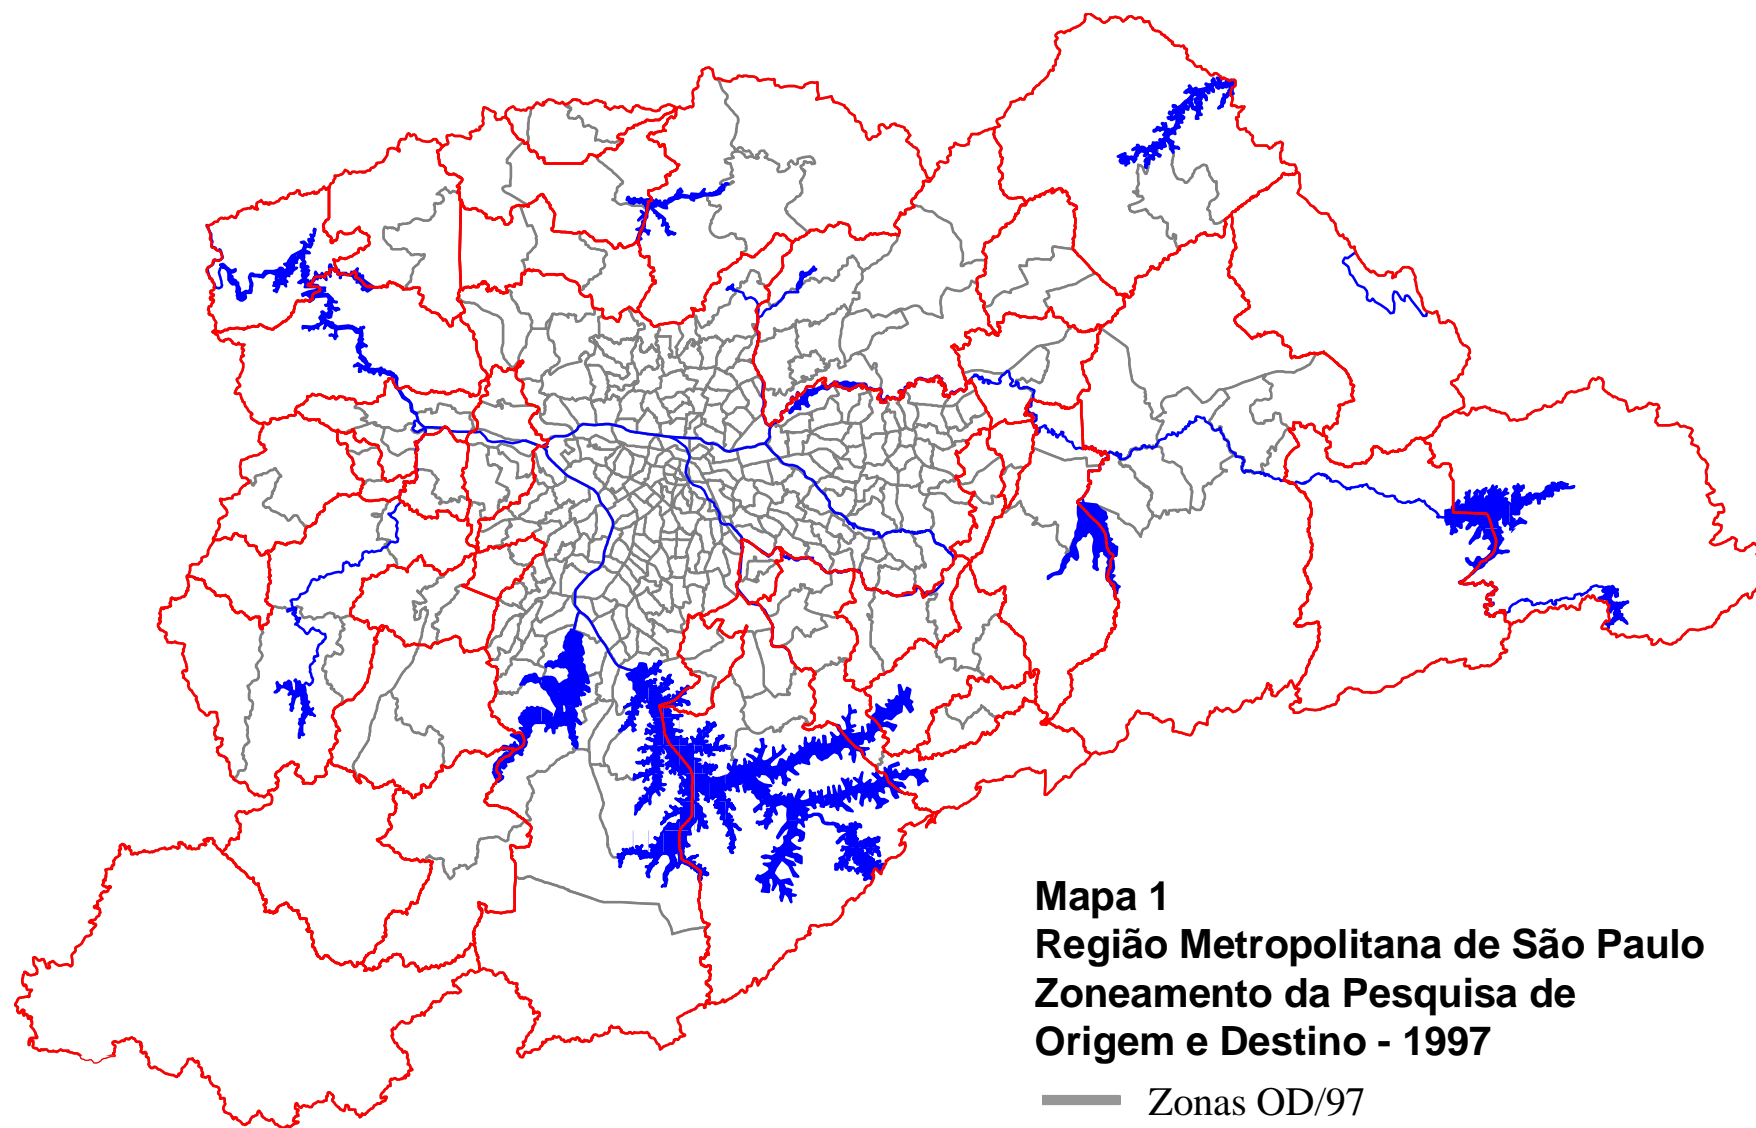 Mapa 1
Região Metropolitana de São Paulo
Zoneamento da Pesquisa de
Origem e Destino - 1997
Zonas OD/97